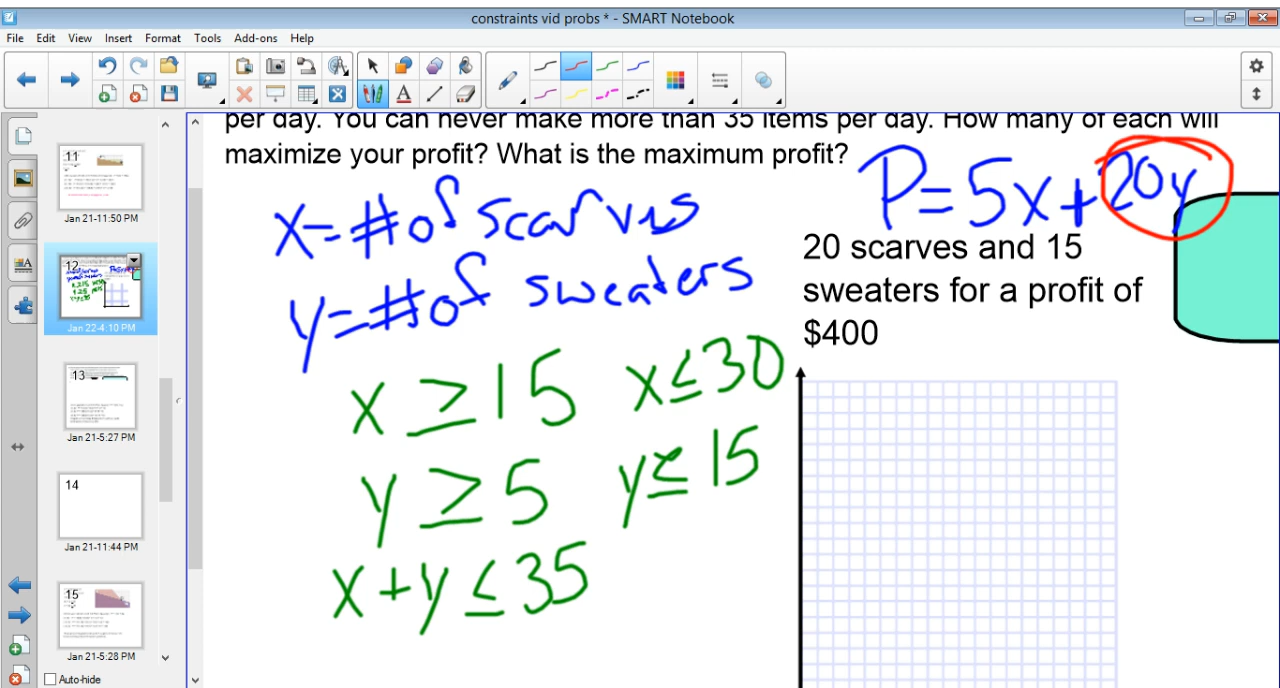 constraints vid probs * - SMART Notebook
File Edit View Insert Format Tools Add-ons Help
per day. You can never make more than 35 items per day. How many of each will
maximize your profit? What is the maximum profit?
P=5x+20y
x=#of scarves
y=#of sweaters
20 scarves and 15
sweaters for a profit of
$400
x ≥ 15 x ≤ 30
y ≥ 5 y ≤ 15
x + y ≤ 35
11
Jan 21-11:50 PM
12
Jan 22-4:10 PM
13
Jan 21-5:27 PM
14
Jan 21-11:44 PM
15
Jan 21-5:28 PM
Auto-hide